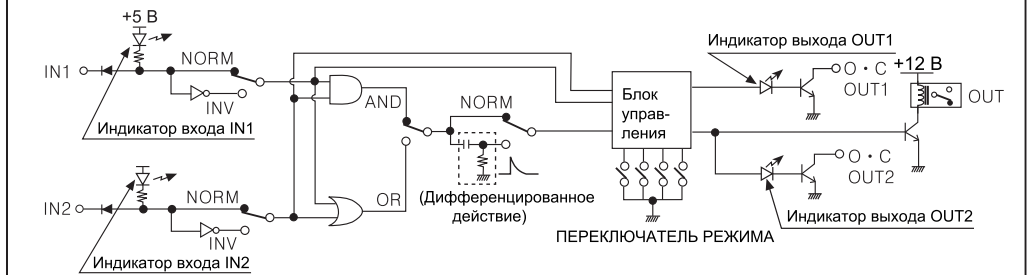 +5 В
IN1
NORM
INV
Индикатор входа IN1
AND
NORM
(Дифференцированное
действие)
IN2
NORM
INV
Индикатор входа IN2
OR
Блок
управ-
ления
ПЕРЕКЛЮЧАТЕЛЬ РЕЖИМА
Индикатор выхода OUT1
O · C
OUT1
+12 В
OUT
O · C
OUT2
Индикатор выхода OUT2